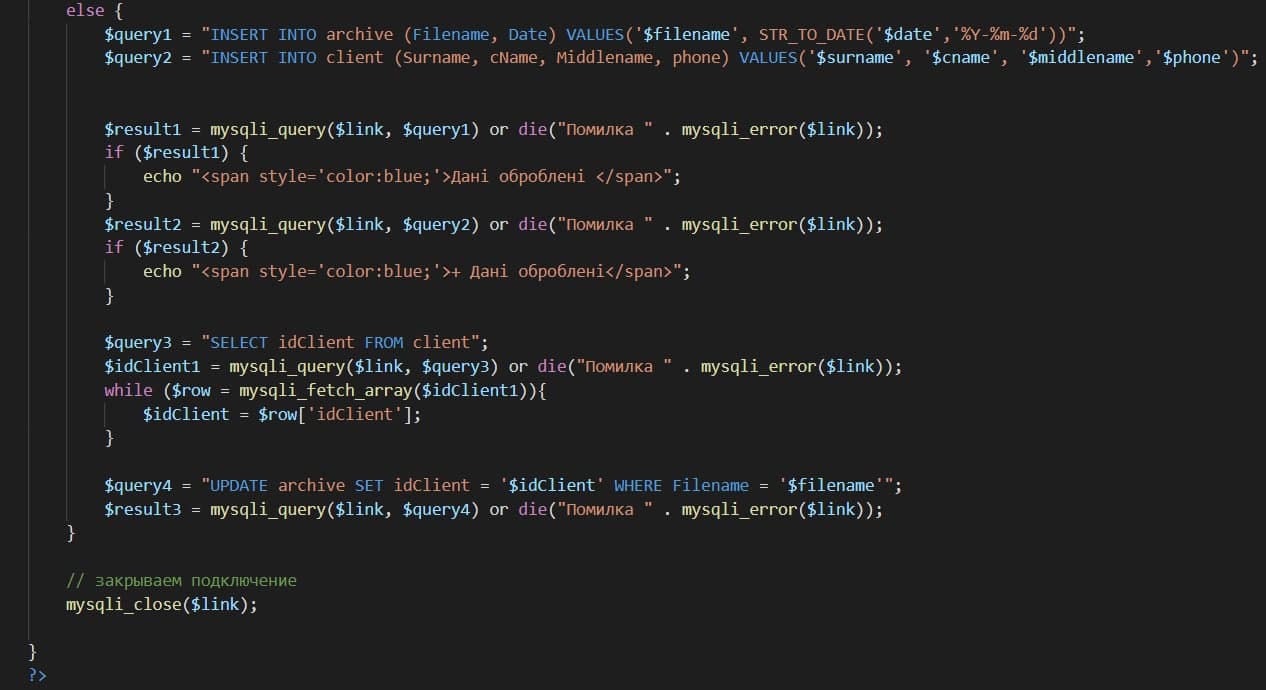 else {
$query1 = "INSERT INTO archive (Filename, Date) VALUES('$filename', STR_TO_DATE('$date','%Y-%m-%d'))";
$query2 = "INSERT INTO client (Surname, cName, Middlename, phone) VALUES('$surname', '$cname', '$middlename','$phone')";
$result1 = mysqli_query($link, $query1) or die("Помилка " . mysqli_error($link));
if ($result1) {
echo "<span style='color:blue;'>Дані оброблені </span>";
}
$result2 = mysqli_query($link, $query2) or die("Помилка " . mysqli_error($link));
if ($result2) {
echo "<span style='color:blue;'>+ Дані оброблені</span>";
}
$query3 = "SELECT idClient FROM client";
$idClient1 = mysqli_query($link, $query3) or die("Помилка " . mysqli_error($link));
while ($row = mysqli_fetch_array($idClient1)){
$idClient = $row['idClient'];
}
$query4 = "UPDATE archive SET idClient = '$idClient' WHERE Filename = '$filename'";
$result3 = mysqli_query($link, $query4) or die("Помилка " . mysqli_error($link));
}
// закрываем подключение
mysqli_close($link);
}
?>